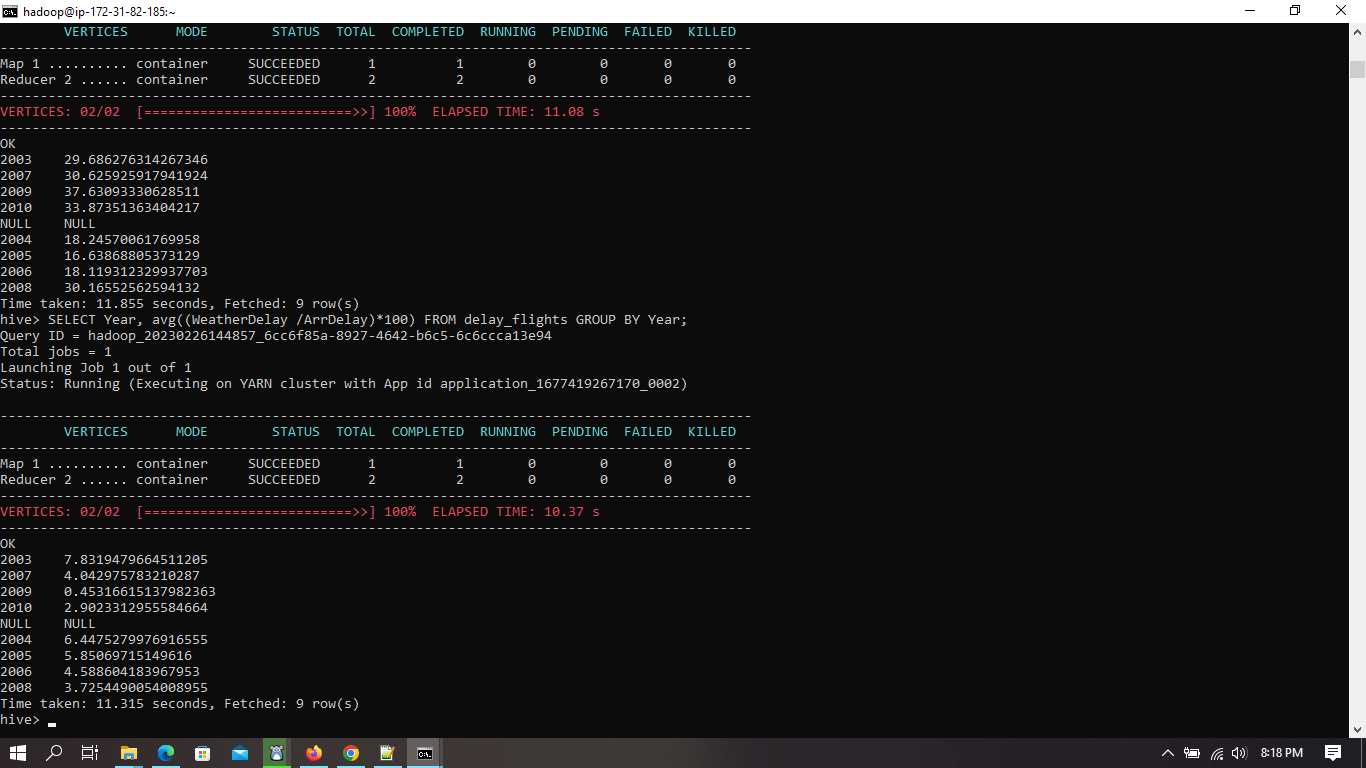 hadoop@ip-172-31-82-185:~
VERTICES MODE STATUS TOTAL COMPLETED RUNNING PENDING FAILED KILLED
----------------------------------------------------------------------------------------------
Map 1 .......... container SUCCEEDED 1 1 0 0 0 0
Reducer 2 ...... container SUCCEEDED 2 2 0 0 0 0
----------------------------------------------------------------------------------------------
VERTICES: 02/02 [==========================>>] 100% ELAPSED TIME: 11.08 s
----------------------------------------------------------------------------------------------
OK
2003 29.686276314267346
2007 30.625925917941924
2009 37.63093330628511
2010 33.87351363404217
NULL NULL
2004 18.24570061769958
2005 16.63868805373129
2006 18.119312329937703
2008 30.16552562594132
Time taken: 11.855 seconds, Fetched: 9 row(s)
hive> SELECT Year, avg((WeatherDelay /ArrDelay)*100) FROM delay_flights GROUP BY Year;
Query ID = hadoop_20230226144857_6cc6f85a-8927-4642-b6c5-6c6ccca13e94
Total jobs = 1
Launching Job 1 out of 1
Status: Running (Executing on YARN cluster with App id application_1677419267170_0002)
----------------------------------------------------------------------------------------------
VERTICES MODE STATUS TOTAL COMPLETED RUNNING PENDING FAILED KILLED
----------------------------------------------------------------------------------------------
Map 1 .......... container SUCCEEDED 1 1 0 0 0 0
Reducer 2 ...... container SUCCEEDED 2 2 0 0 0 0
----------------------------------------------------------------------------------------------
VERTICES: 02/02 [==========================>>] 100% ELAPSED TIME: 10.37 s
----------------------------------------------------------------------------------------------
OK
2003 7.8319479664511205
2007 4.042975783210287
2009 0.45316615137982363
2010 2.9023312955584664
NULL NULL
2004 6.4475279976916555
2005 5.85069715149616
2006 4.588604183967953
2008 3.7254490054008955
Time taken: 11.315 seconds, Fetched: 9 row(s)
hive>
8:18 PM